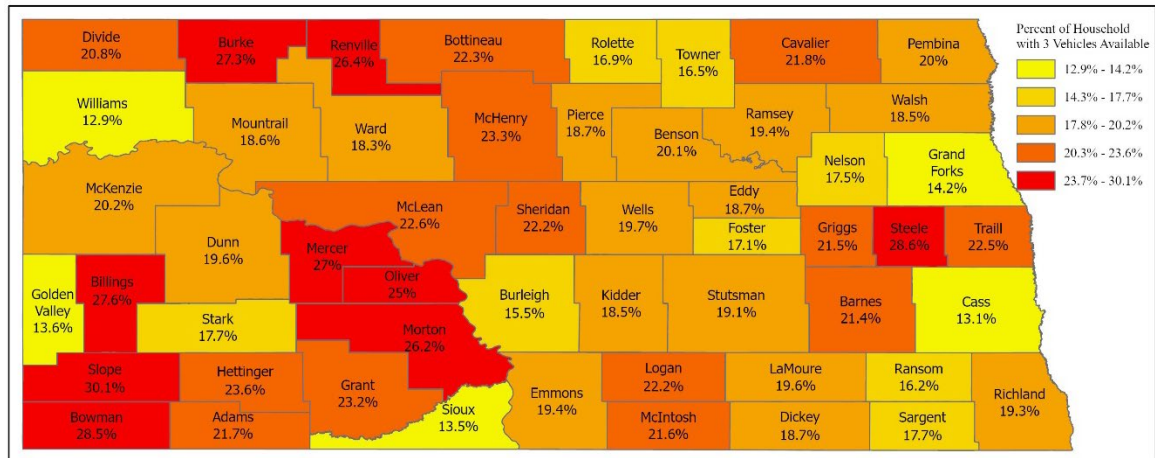 Divide
20.8%
Burke
27.3%
Renville
26.4%
Bottineau
22.3%
Rolette
16.9%
Towner
16.5%
Cavalier
21.8%
Pembina
20%
Williams
12.9%
Mountrail
18.6%
Ward
18.3%
McHenry
23.3%
Pierce
18.7%
Benson
20.1%
Ramsey
19.4%
Walsh
18.5%
Nelson
17.5%
Grand
Forks
14.2%
McKenzie
20.2%
Dunn
19.6%
McLean
22.6%
Sheridan
22.2%
Wells
19.7%
Eddy
18.7%
Foster
17.1%
Griggs
21.5%
Steele
28.6%
Traill
22.5%
Mercer
27%
Oliver
25%
Golden
Valley
13.6%
Billings
27.6%
Stark
17.7%
Morton
26.2%
Burleigh
15.5%
Kidder
18.5%
Stutsman
19.1%
Barnes
21.4%
Cass
13.1%
Slope
30.1%
Hettinger
23.6%
Grant
23.2%
Sioux
13.5%
Emmons
19.4%
Logan
22.2%
LaMoure
19.6%
Ransom
16.2%
Richland
19.3%
Bowman
28.5%
Adams
21.7%
McIntosh
21.6%
Dickey
18.7%
Sargent
17.7%
Percent of Household
with 3 Vehicles Available
12.9% - 14.2%
14.3% - 17.7%
17.8% - 20.2%
20.3% - 23.6%
23.7% - 30.1%